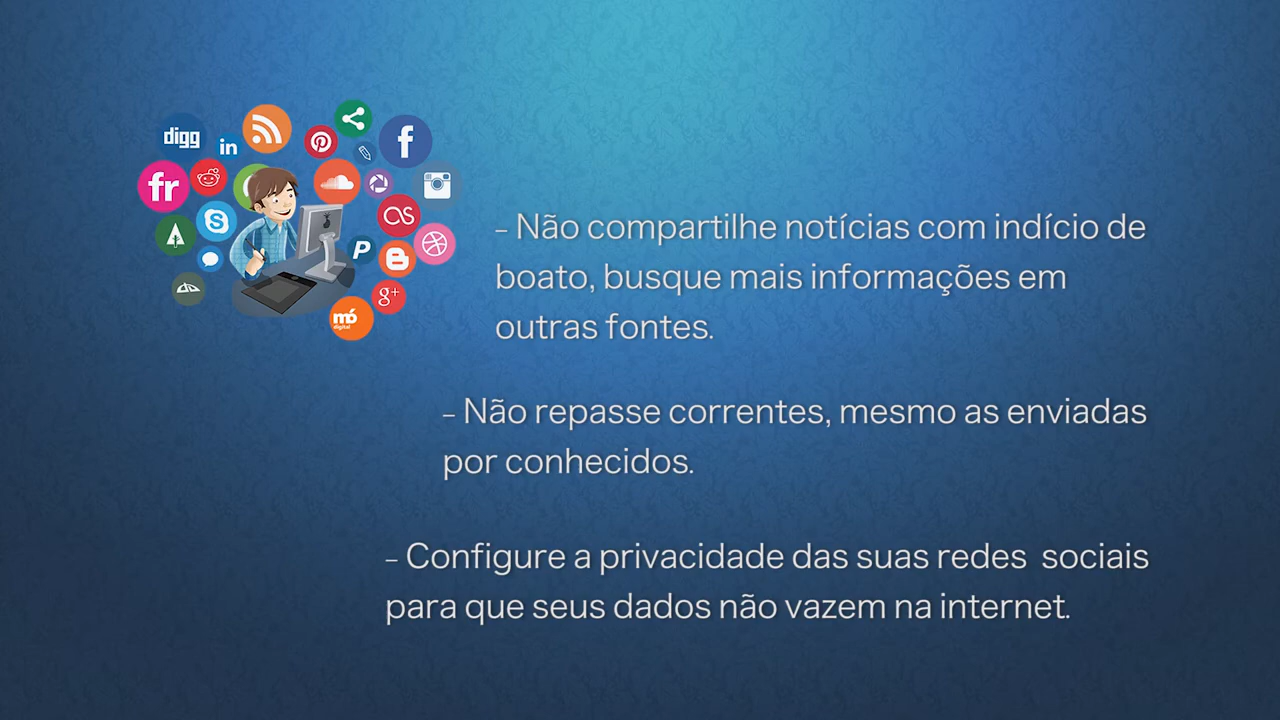 digg
in
f
fr
as
P
g+
mó
digital
– Não compartilhe notícias com indício de
boato, busque mais informações em
outras fontes.
– Não repasse correntes, mesmo as enviadas
por conhecidos.
– Configure a privacidade das suas redes sociais
para que seus dados não vazem na internet.